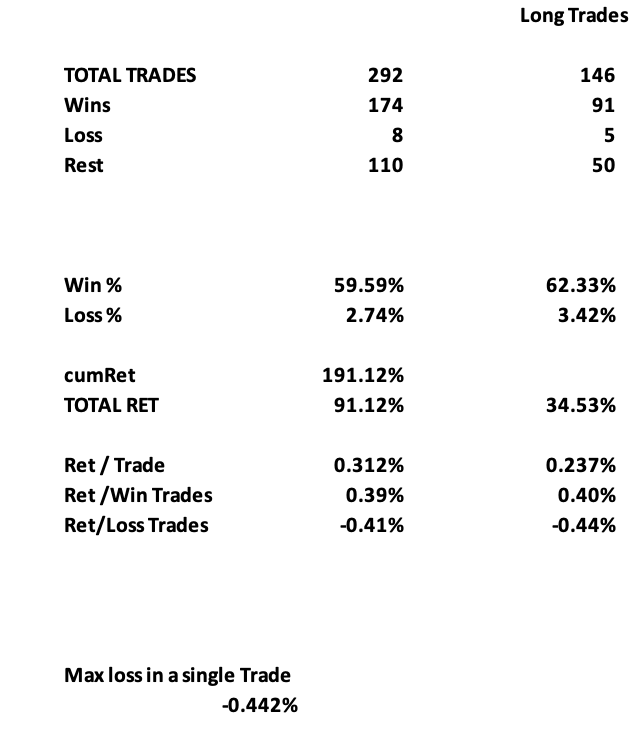 Long Trades
TOTAL TRADES 292 146
Wins 174 91
Loss 8 5
Rest 110 50
Win % 59.59% 62.33%
Loss % 2.74% 3.42%
cumRet 191.12%
TOTAL RET 91.12% 34.53%
Ret / Trade 0.312% 0.237%
Ret /Win Trades 0.39% 0.40%
Ret/Loss Trades -0.41% -0.44%
Max loss in a single Trade
-0.442%